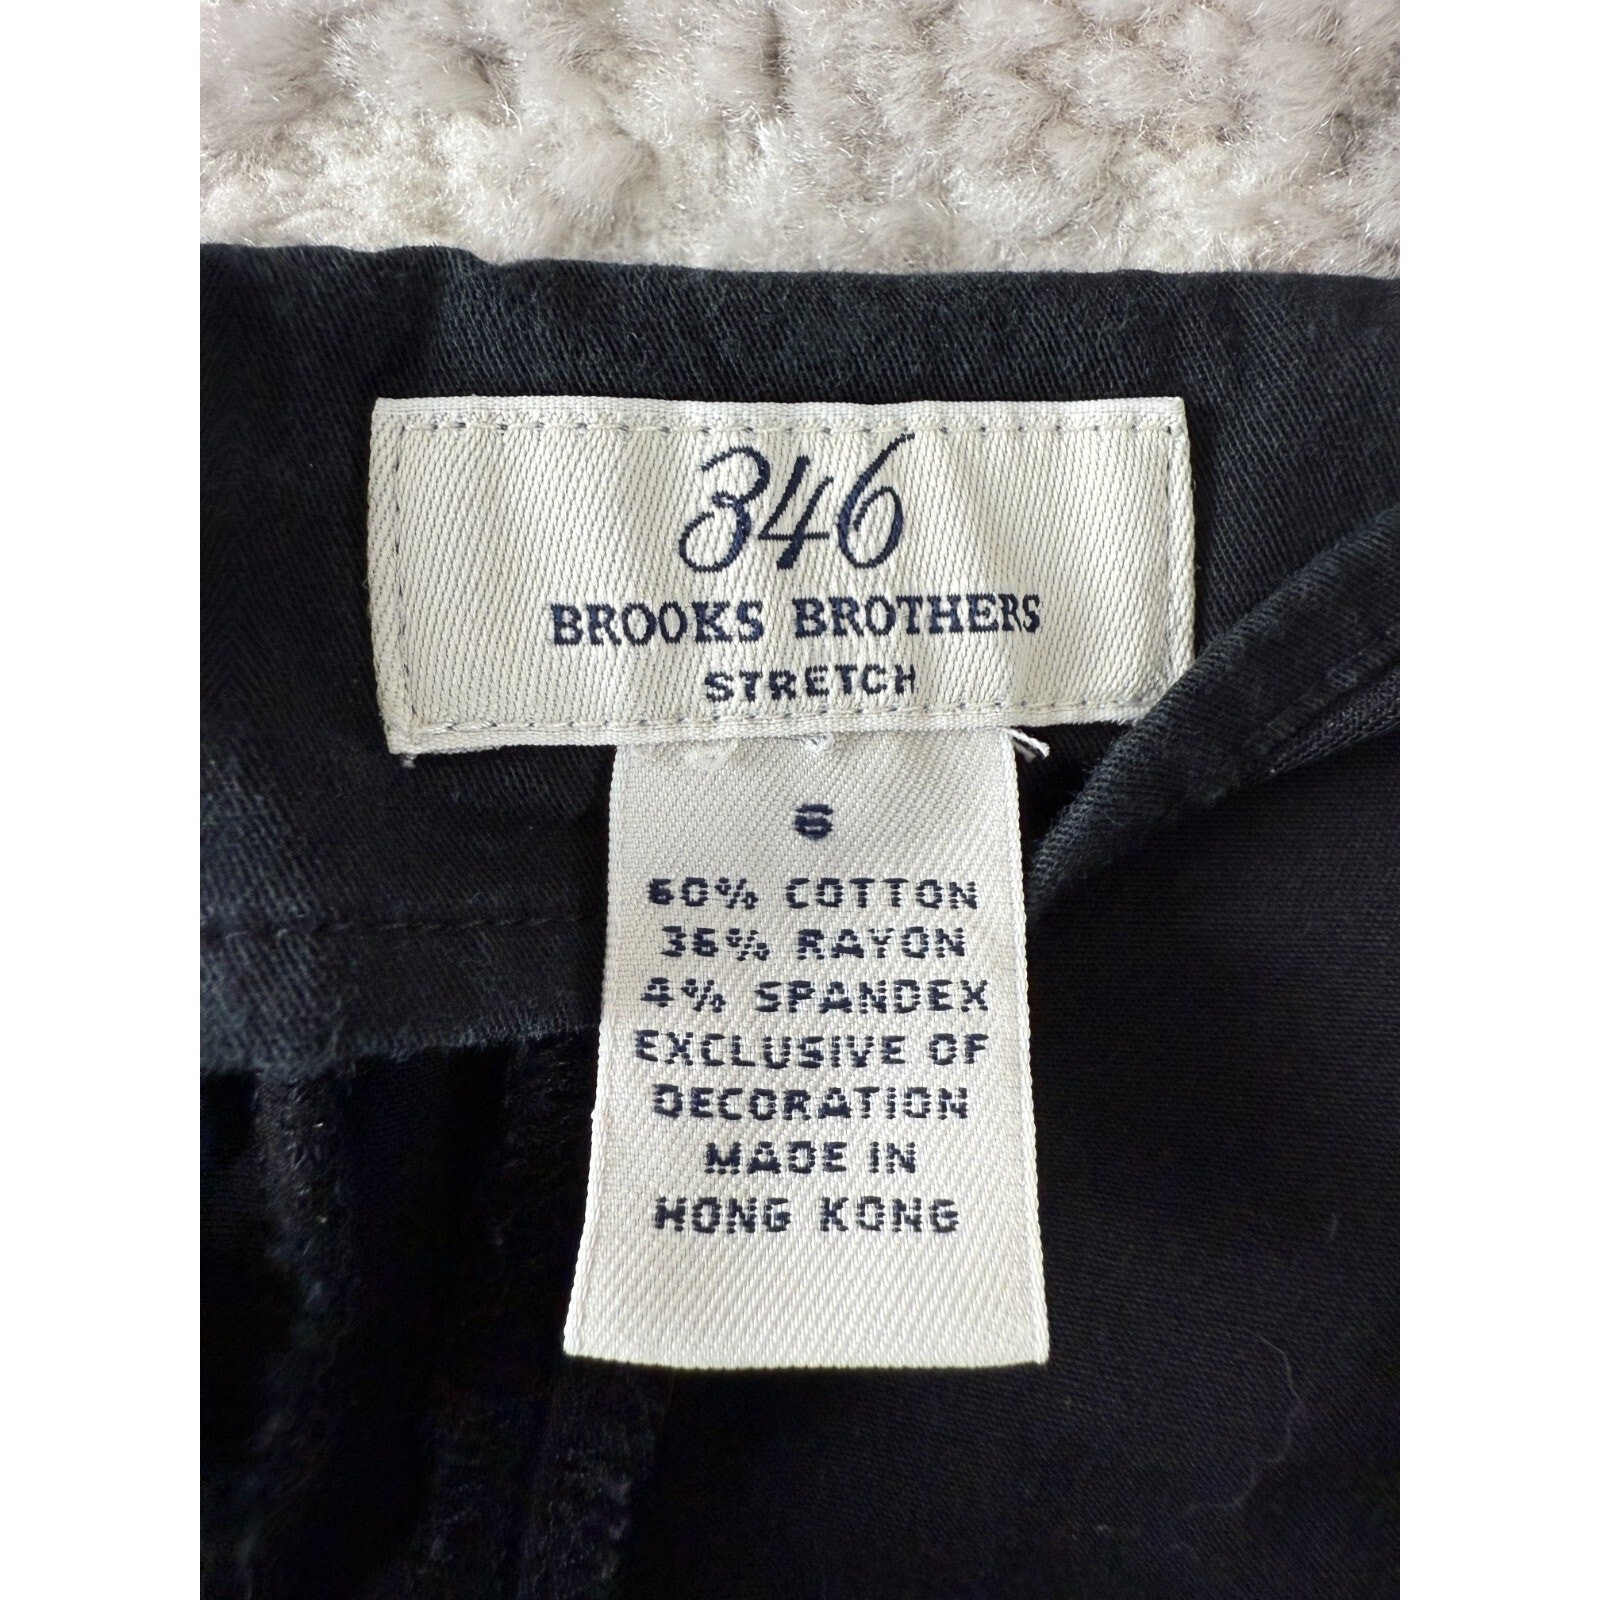 346
BROOKS BROTHERS
STRETCH
6
60% COTTON
36% RAYON
4% SPANDEX
EXCLUSIVE OF
DECORATION
MADE IN
HONG KONG